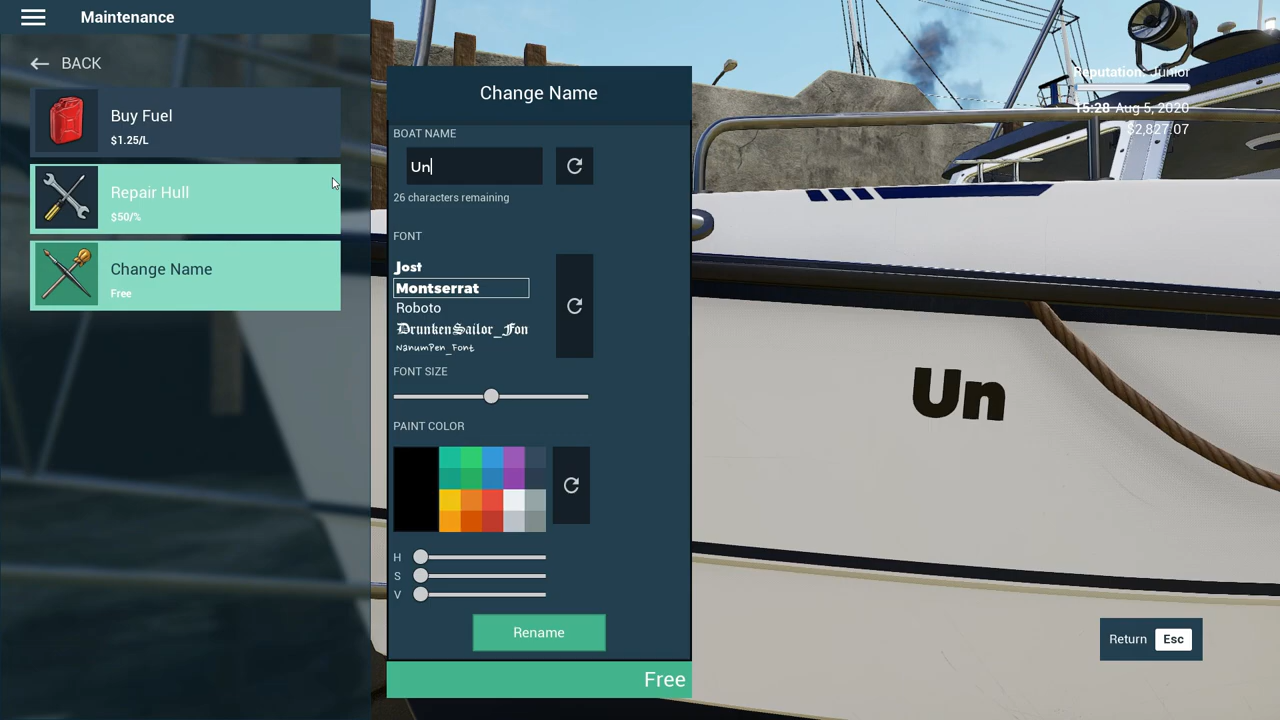 Maintenance
BACK
Buy Fuel
$1.25/L
Repair Hull
$50/%
Change Name
Free
Change Name
BOAT NAME
Un
26 characters remaining
FONT
Jost
Montserrat
Roboto
DrunkenSailor_Fon
NanumPen_Font
FONT SIZE
PAINT COLOR
H
S
V
Rename
Free
Reputation: Junior
15:28 Aug 5, 2020
$2,827.07
Un
Return Esc